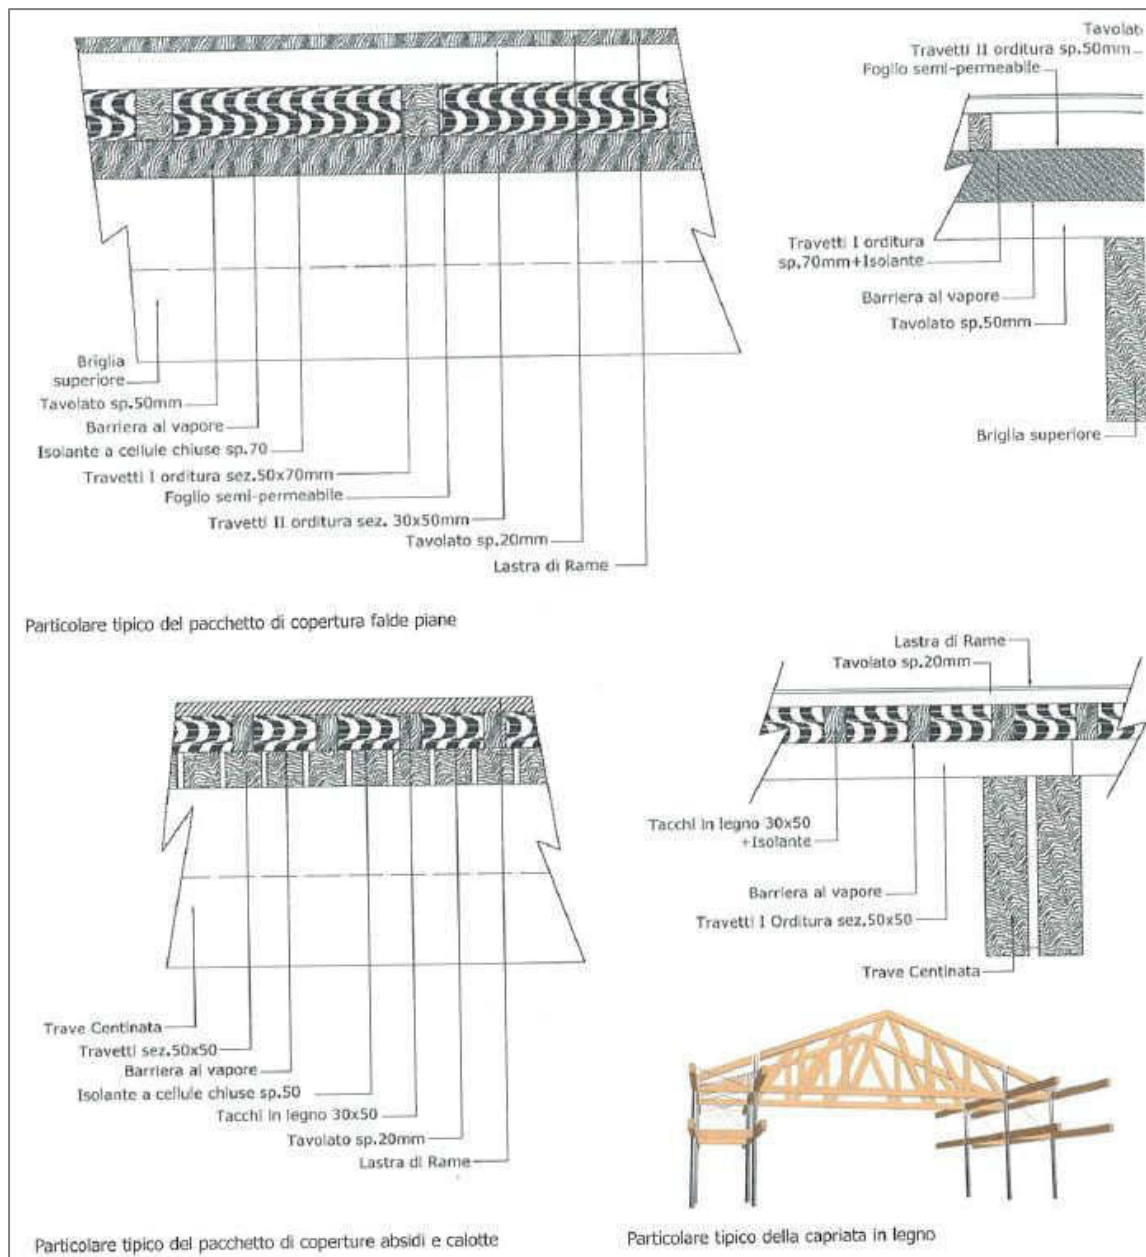 Tavolat
Travetti II orditura sp.50mm
Foglio semi-permeabile
Travetti I orditura
sp.70mm+Isolante
Barriera al vapore
Tavolato sp.50mm
Briglia superiore
Briglia
superiore
Tavolato sp.50mm
Barriera al vapore
Isolante a cellule chiuse sp.70
Travetti I orditura sez.50x70mm
Foglio semi-permeabile
Travetti II orditura sez. 30x50mm
Tavolato sp.20mm
Lastra di Rame
Particolare tipico del pacchetto di copertura falde piane
Lastra di Rame
Tavolato sp.20mm
Tacchi in legno 30x50
+Isolante
Barriera al vapore
Travetti I Orditura sez.50x50
Trave Centinata
Trave Centinata
Travetti sez.50x50
Barriera al vapore
Isolante a cellule chiuse sp.50
Tacchi in legno 30x50
Tavolato sp.20mm
Lastra di Rame
Particolare tipico del pacchetto di coperture absidi e calotte
Particolare tipico della capriata in legno